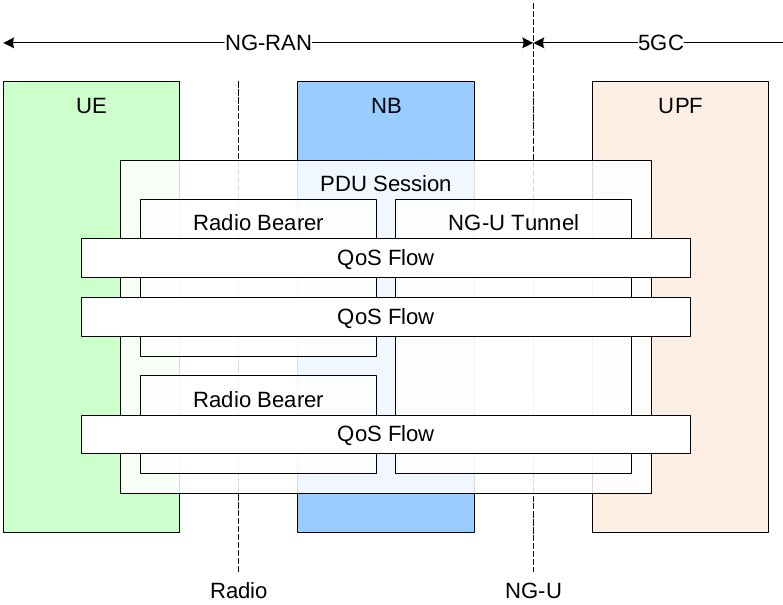 NG-RAN
5GC
UE
NB
UPF
PDU Session
Radio Bearer
NG-U Tunnel
QoS Flow
QoS Flow
Radio Bearer
QoS Flow
Radio
NG-U